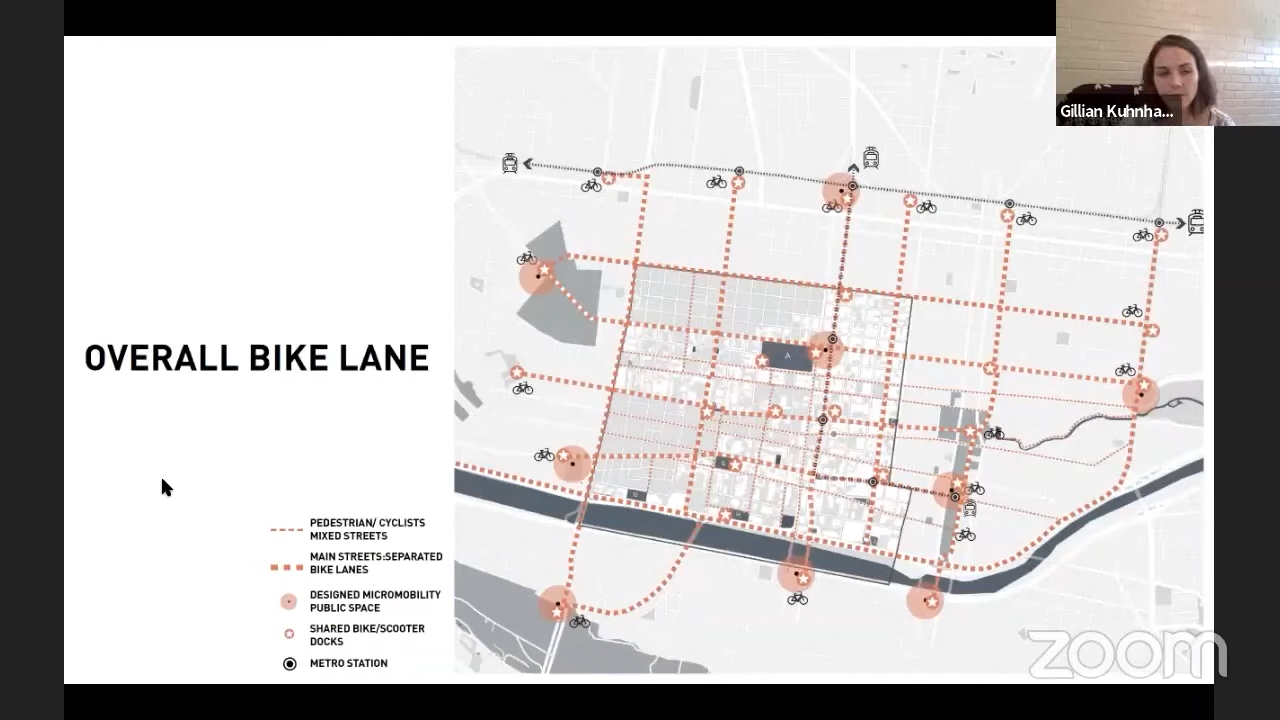 Gillian Kuhnha...
OVERALL BIKE LANE
A
PEDESTRIAN/ CYCLISTS
MIXED STREETS
MAIN STREETS:SEPARATED
BIKE LANES
DESIGNED MICROMOBILITY
PUBLIC SPACE
SHARED BIKE/SCOOTER
DOCKS
METRO STATION
zoom